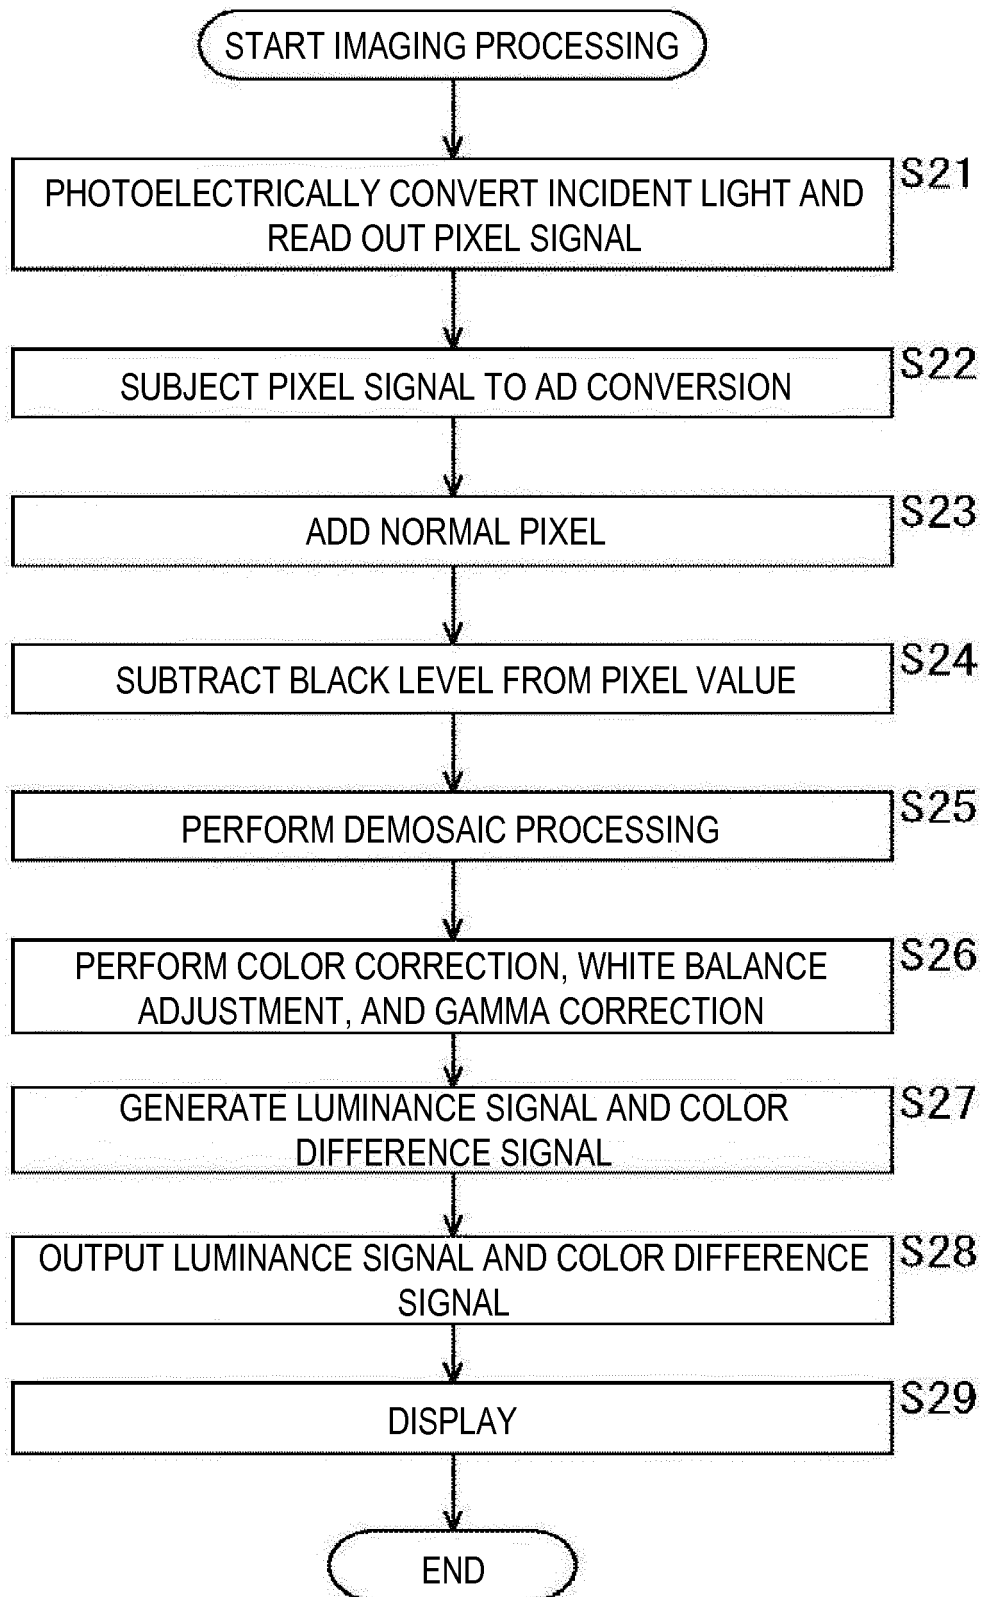 START IMAGING PROCESSING
S21
PHOTOELECTRICALLY CONVERT INCIDENT LIGHT AND
READ OUT PIXEL SIGNAL
S22
SUBJECT PIXEL SIGNAL TO AD CONVERSION
S23
ADD NORMAL PIXEL
S24
SUBTRACT BLACK LEVEL FROM PIXEL VALUE
S25
PERFORM DEMOSAIC PROCESSING
S26
PERFORM COLOR CORRECTION, WHITE BALANCE
ADJUSTMENT, AND GAMMA CORRECTION
S27
GENERATE LUMINANCE SIGNAL AND COLOR
DIFFERENCE SIGNAL
S28
OUTPUT LUMINANCE SIGNAL AND COLOR DIFFERENCE
SIGNAL
S29
DISPLAY
END